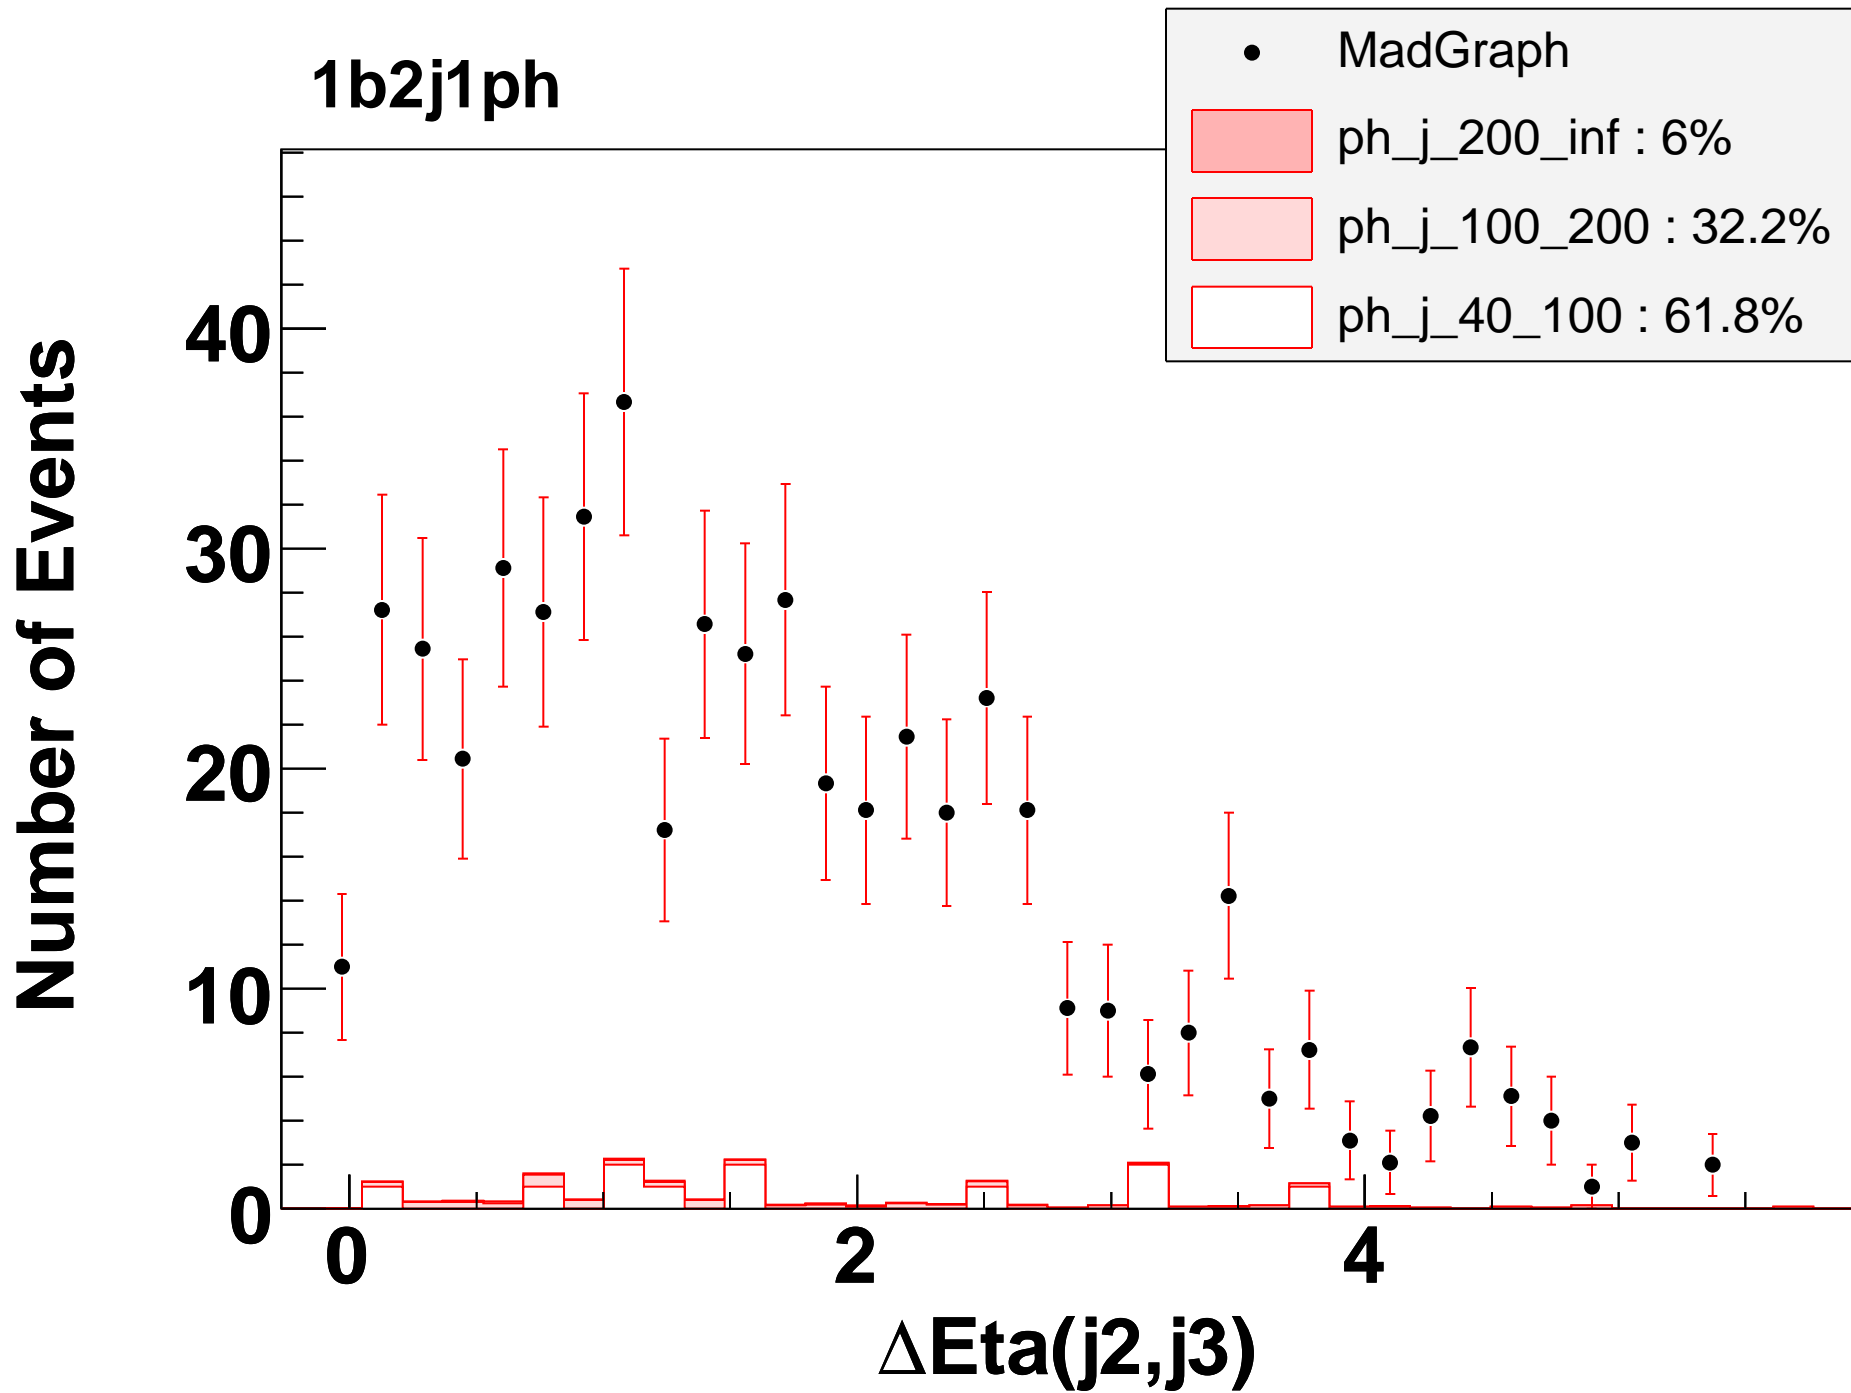 1b2j1ph
MadGraph
ph_j_200_inf : 6%
ph_j_100_200 : 32.2%
ph_j_40_100 : 61.8%
Number of Events
40
30
20
10
0
0 2 4
ΔEta(j2,j3)